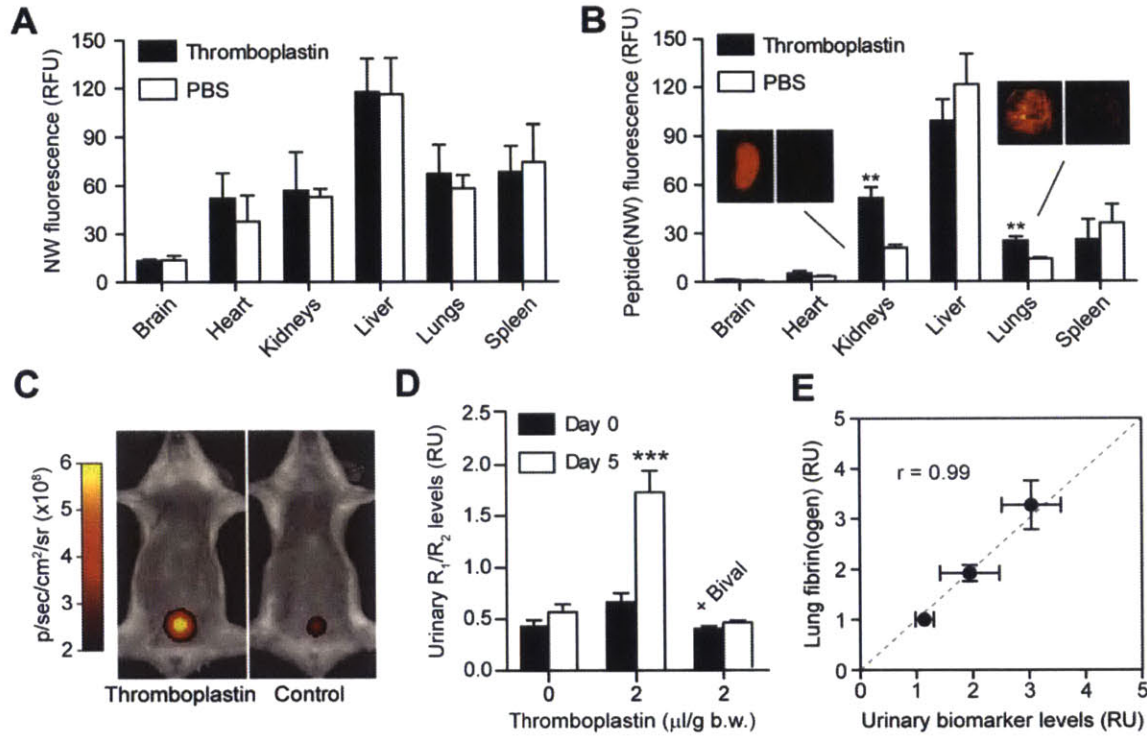 A
NW fluorescence (RFU)
150
120
90
60
30
0
Thromboplastin
PBS
Brain
Heart
Kidneys
Liver
Lungs
Spleen
B
Peptide(NW) fluorescence (RFU)
150
120
90
60
30
0
Thromboplastin
PBS
**
**
Brain
Heart
Kidneys
Liver
Lungs
Spleen
C
p/sec/cm²/sr (x10⁸)
6
5
4
3
2
Thromboplastin
Control
D
Urinary R₁/R₂ levels (RU)
2.5
2.0
1.5
1.0
0.5
0.0
Day 0
Day 5
***
+ Bival
0
2
2
Thromboplastin (µl/g b.w.)
E
Lung fibrin(ogen) (RU)
5
4
3
2
1
0
r = 0.99
0
1
2
3
4
5
Urinary biomarker levels (RU)